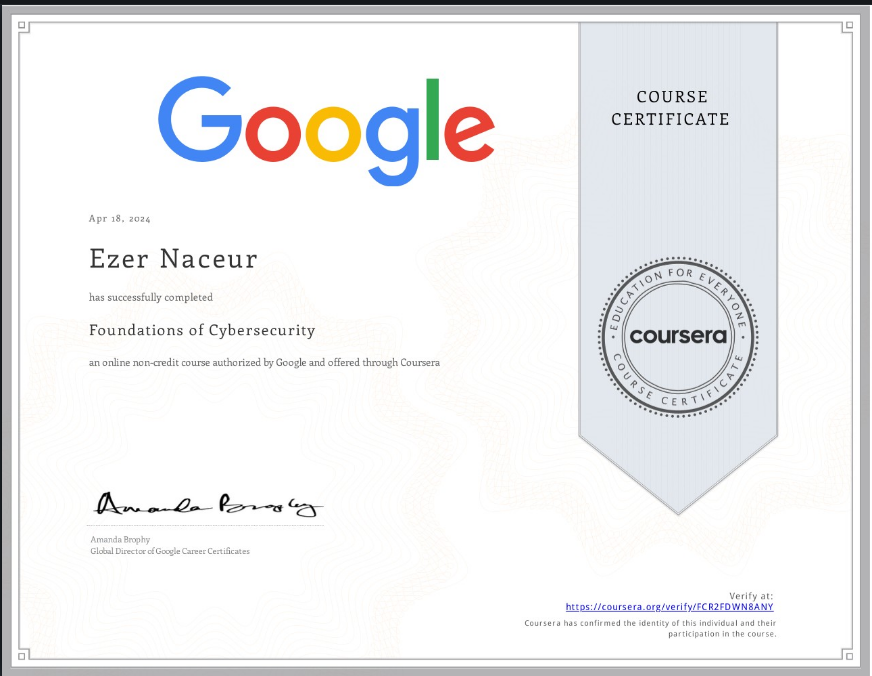 Google
COURSE
CERTIFICATE
Apr 18, 2024
Ezer Naceur
has successfully completed
Foundations of Cybersecurity
an online non-credit course authorized by Google and offered through Coursera
EDUCATION FOR EVERYONE
coursera
COURSE CERTIFICATE
Amanda Brophy
Amanda Brophy
Global Director of Google Career Certificates
Verify at:
https://coursera.org/verify/FCR2FDWN8ANY
Coursera has confirmed the identity of this individual and their
participation in the course.